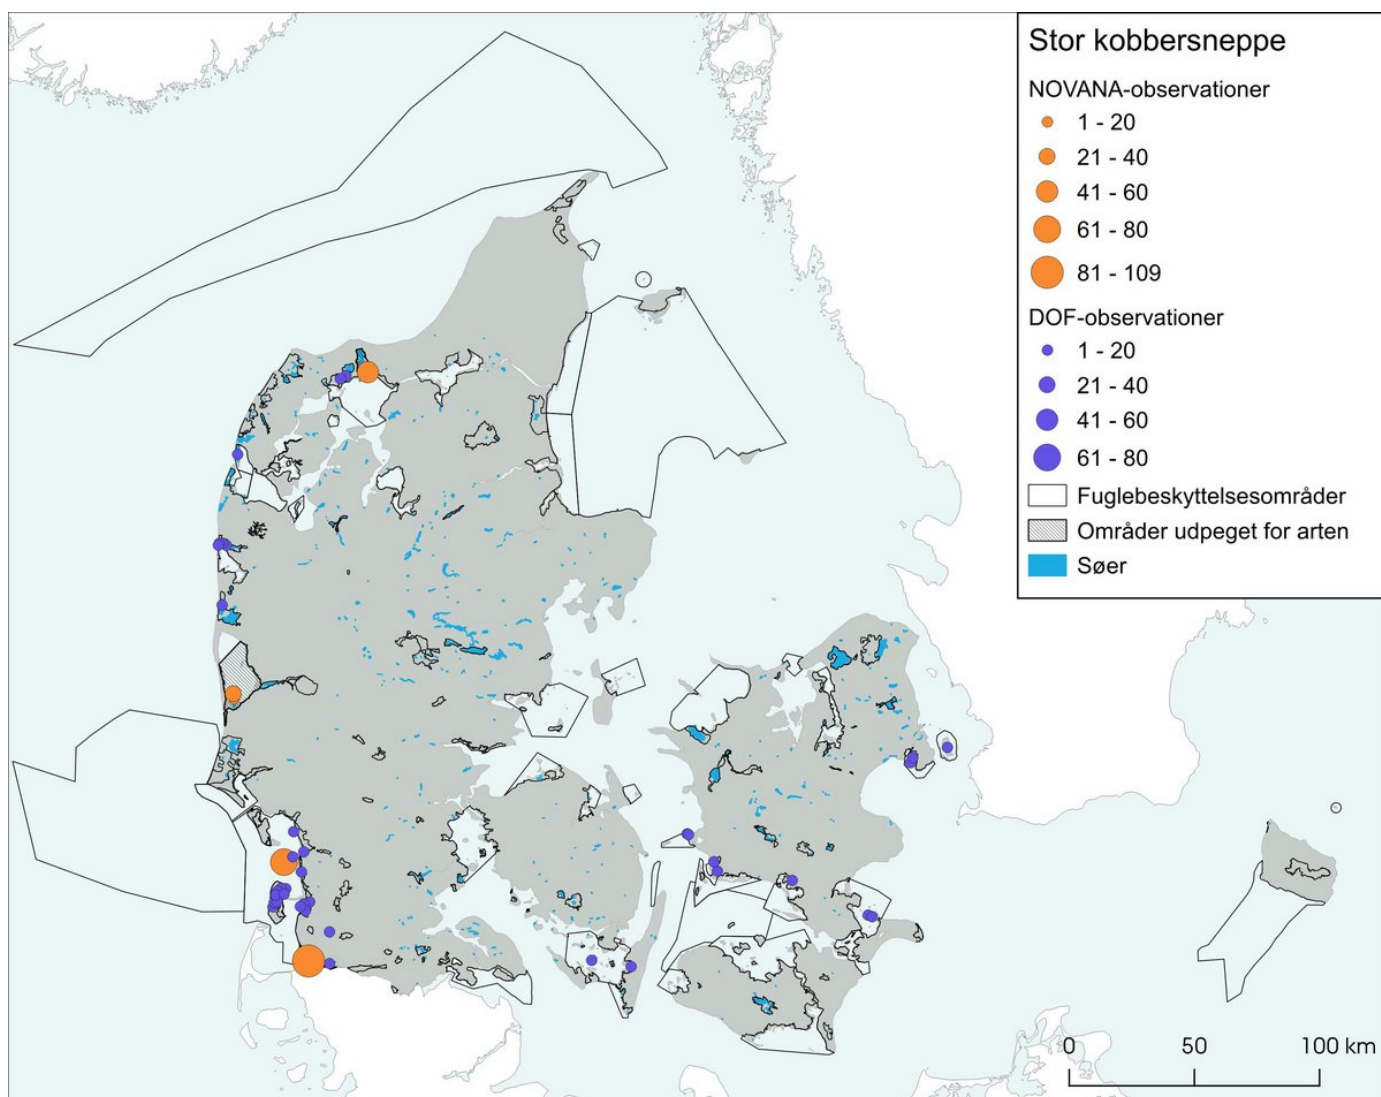 Stor kobbersneppe
NOVANA-observationer
1 - 20
21 - 40
41 - 60
61 - 80
81 - 109
DOF-observationer
1 - 20
21 - 40
41 - 60
61 - 80
Fuglebeskyttelsesområder
Områder udpeget for arten
Søer
0 50 100 km